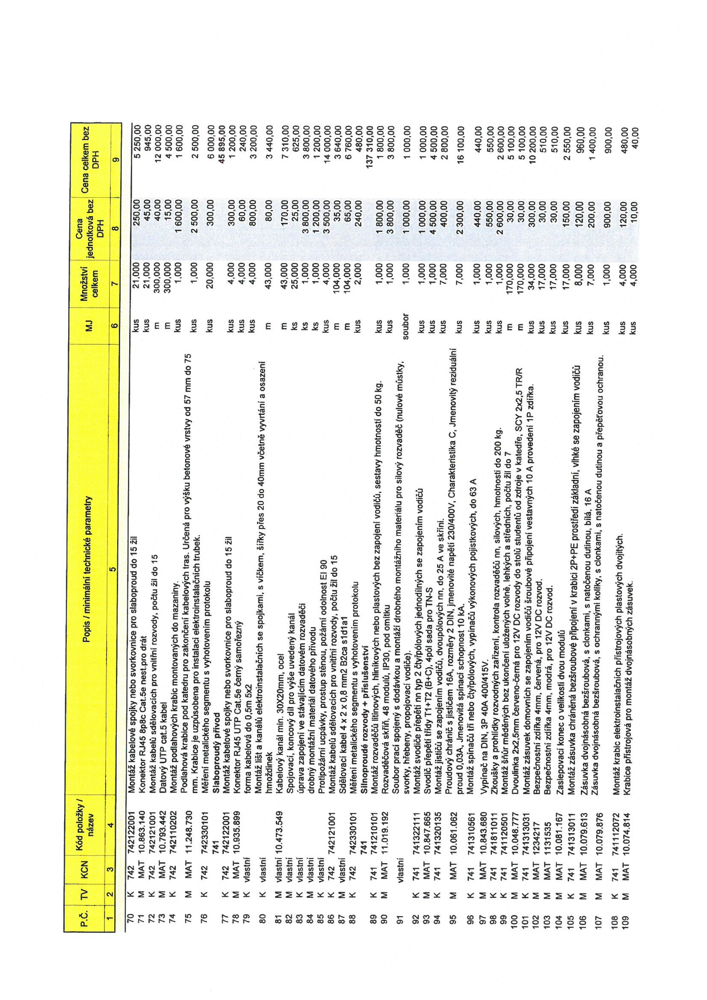 P.Č. TV KCN Kód položky / název Popis / minimální technické parametry MJ Množství celkem Cena jednotková bez DPH Cena celkem bez DPH
1 2 3 4 5 6 7 8 9
70 K 742 742122001 Montáž kabelové spojky nebo svorkovnice pro slaboproud do 15 žil kus 21,000 250,00 5 250,00
71 M MAT 10.863.140 Konektor RJ45 8p8c Cat.5e nest.pro drát kus 21,000 45,00 945,00
72 K 742 742121001 Montáž kabelů sdělovacích pro vnitřní rozvody, počtu žil do 15 m 300,000 40,00 12 000,00
73 M MAT 10.793.442 Datový UTP cat.5 kabel m 300,000 15,00 4 500,00
74 K 742 742110202 Montáž podlahových krabic montovaných do mazaniny. kus 1,000 1 600,00 1 600,00
Podlahová krabice pod katedru pro zakončení kabelových tras. Určená pro výšku betonové vrstvy od 57 mm do 75
75 M MAT 11.248.730 mm. Krabice je uzpůsobena pro instalaci elektroinstalačních trubek. kus 1,000 2 500,00 2 500,00
76 K 742 742330101 Měření metalického segmentu s vyhotovením protokolu kus 20,000 300,00 6 000,00
741 Slaboproudý přívod 45 895,00
77 K 742 742122001 Montáž kabelové spojky nebo svorkovnice pro slaboproud do 15 žil kus 4,000 300,00 1 200,00
78 M MAT 10.935.899 Konektor RJ45 UTP Cat.5e černý samořezný kus 4,000 60,00 240,00
79 K vlastní forma kabelová do 0,5m 5x2 kus 4,000 800,00 3 200,00
80 K vlastní Montáž lišt a kanálů elektroinstalačních se spojkami, s víčkem, šířky přes 20 do 40mm včetně vyvrtání a osazení m 43,000 80,00 3 440,00
hmoždinek
81 M vlastní 10.473.549 Kabelový kanál min. 30X20mm, ocel m 43,000 170,00 7 310,00
82 M vlastní Spojovací, koncový díl pro výše uvedený kanál ks 25,000 25,00 625,00
83 K vlastní úprava zapojení ve stávajícím datovém rozvaděči ks 1,000 3 800,00 3 800,00
84 M vlastní drobný montážní materiál datového přívodu ks 1,000 1 200,00 1 200,00
85 K vlastní Protipožární ucpávky, prostup stěnou, požární odolnost EI 90 kus 4,000 3 500,00 14 000,00
86 K 742 742121001 Montáž kabelů sdělovacích pro vnitřní rozvody, počtu žil do 15 m 104,000 35,00 3 640,00
87 M vlastní Sdělovací kabel 4 x 2 x 0,8 mm2 B2ca s1d1a1 m 104,000 65,00 6 760,00
88 K 742 742330101 Měření metalického segmentu s vyhotovením protokolu kus 2,000 240,00 480,00
741 Silnoproudé rozvody + příslušenství 137 310,00
89 K 741 741210101 Montáž rozvaděčů litinových, hliníkových nebo plastových bez zapojení vodičů, sestavy hmotností do 50 kg. kus 1,000 1 800,00 1 800,00
90 M MAT 11.019.192 Rozvaděčová skříň, 48 modulů, IP30, pod omítku kus 1,000 3 800,00 3 800,00
Soubor prací spojený s dodávkou a montáží drobného montážního materiálu pro silový rozvaděč (nulové můstky,
91 vlastní svorky, hřebeny, propojovací vodiče). soubor 1,000 1 000,00 1 000,00
92 K 741 741322111 Montáž svodiče přepětí nn typ 2 čtyřpólových jednodílných se zapojením vodičů kus 1,000 1 000,00 1 000,00
93 M MAT 10.847.665 Svodič přepětí třídy T1+T2 (B+C), 4pól sada pro TN-S kus 1,000 4 500,00 4 500,00
94 K 741 741320135 Montáž jističů se zapojením vodičů, dvoupólových nn, do 25 A ve skříni. kus 7,000 400,00 2 800,00
Proudový chránič s jističem 16A, rozměry 2 DIN, jmenovité napětí 230/400V, Charakteristika C, Jmenovitý reziduální
95 M MAT 10.061.062 proud 0,03A, Jmenovitá spínací schopnost 10 kA. kus 7,000 2 300,00 16 100,00
96 K 741 741310561 Montáž spínačů tří nebo čtyřpólových, vypínačů výkonových pojistkových, do 63 A kus 1,000 440,00 440,00
97 M MAT 10.843.680 Vypínač na DIN, 3P 40A 400/415V. kus 1,000 550,00 550,00
98 K 741 741811011 Zkoušky a prohlídky rozvodných zařízení, kontrola rozvaděčů nn, silových, hmotnosti do 200 kg. kus 1,000 2 600,00 2 600,00
99 K 741 741120501 Montáž šňůr měděných bez ukončení uložených volně, lehkých a středních, počtu žil do 7 m 170,000 30,00 5 100,00
100 M MAT 10.048.777 Dvoulinka 2x2,5mm červeno-černá pro 12V DC rozvody do stolů studentů od zdroje v katedře, SCY 2x2,5 TR/R m 170,000 30,00 5 100,00
101 K 741 741313031 Montáž zásuvek domovních se zapojením vodičů šroubové připojení vestavných 10 A provedení 1P zdířka. kus 34,000 300,00 10 200,00
102 M MAT 1234217 Bezpečnostní zdířka 4mm, červená, pro 12V DC rozvod. kus 17,000 30,00 510,00
103 M MAT 1131535 Bezpečnostní zdířka 4mm, modrá, pro 12V DC rozvod. kus 17,000 30,00 510,00
104 M MAT 10.081.167 Zaslepovací konec o velikosti dvou modulů kus 17,000 150,00 2 550,00
105 K 741 741313011 Montáž zásuvka chráněná bezšroubové připojení v krabici 2P+PE prostředí základní, vlhké se zapojením vodičů kus 8,000 120,00 960,00
106 M MAT 10.079.613 Zásuvka dvojnásobná bezšroubová, s clonkami, s natočenou dutinou, bílá, 16 A kus 7,000 200,00 1 400,00
107 M MAT 10.079.876 Zásuvka dvojnásobná bezšroubová, s ochrannými kolíky, s clonkami, s natočenou dutinou a přepěťovou ochranou. kus 1,000 900,00 900,00
108 K 741 741112072 Montáž krabic elektroinstalačních přístrojových plastových dvojitých. kus 4,000 120,00 480,00
109 M MAT 10.074.814 Krabice přístrojová pro montáž dvojnásobných zásuvek. kus 4,000 10,00 40,00